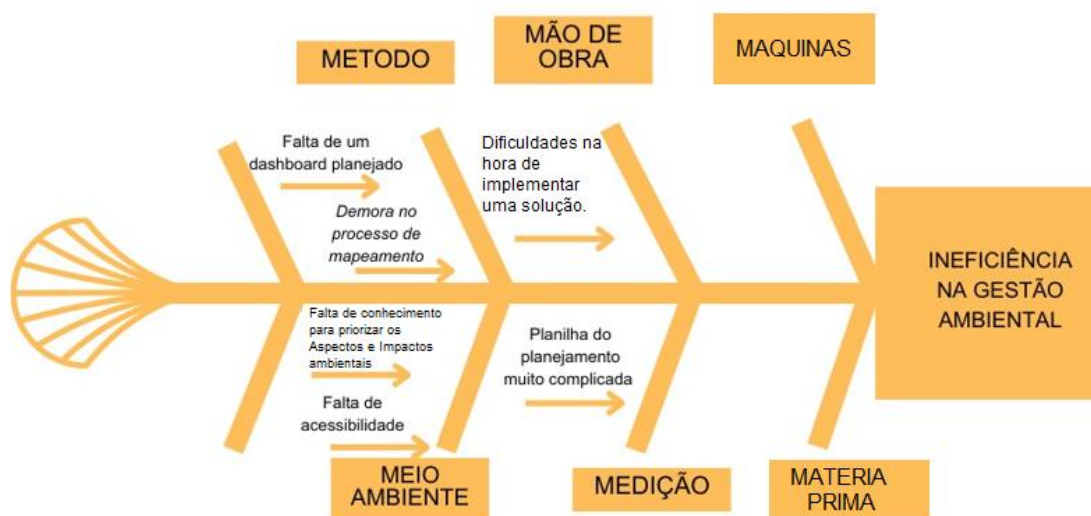 METODO
MÃO DE
OBRA
MAQUINAS
Falta de um
dashboard planejado
Demora no
processo de
mapeamento
Dificuldades na
hora de
implementar
uma solução.
INEFICIÊNCIA
NA GESTÃO
AMBIENTAL
Falta de conhecimento
para priorizar os
Aspectos e Impactos
ambientais
Falta de
acessibilidade
Planilha do
planejamento
muito complicada
MEIO
AMBIENTE
MEDIÇÃO
MATERIA
PRIMA